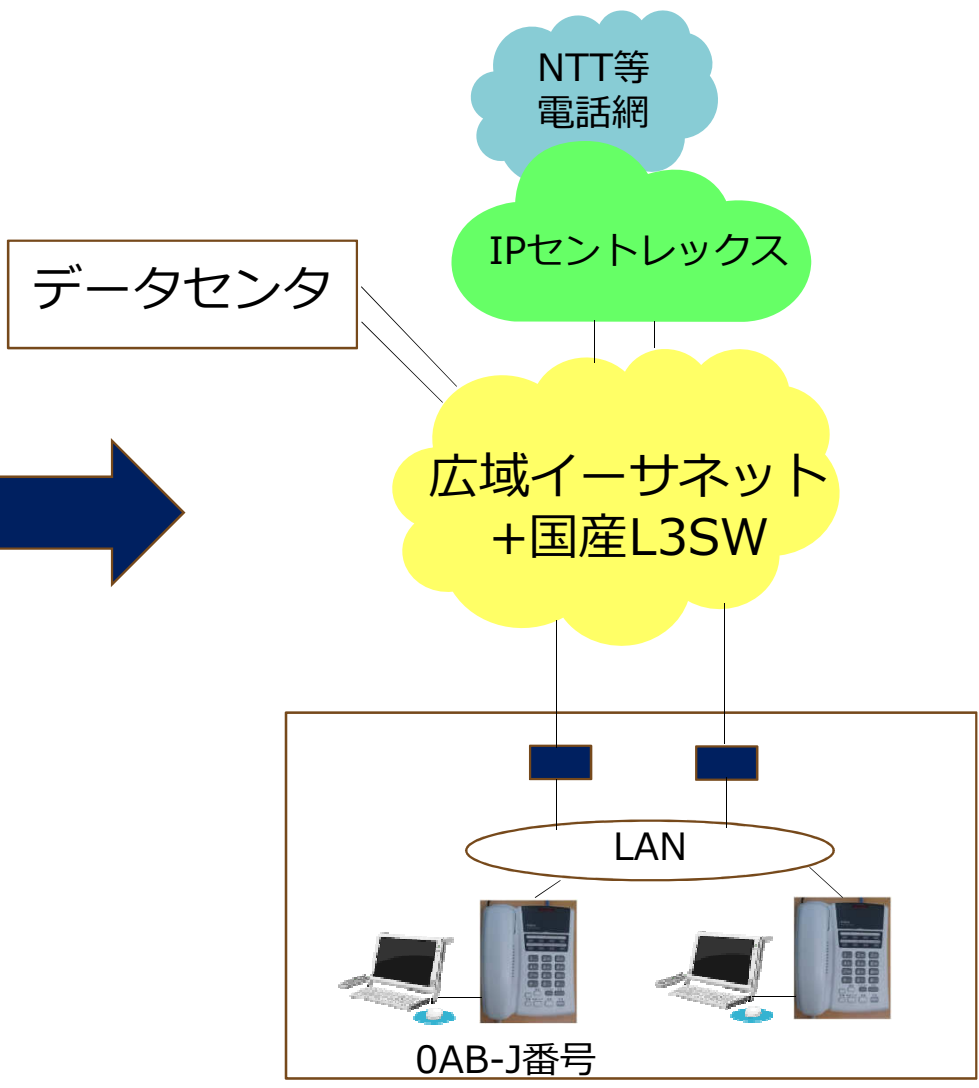 NTT等
電話網
IPセントレックス
データセンタ
広域イーサネット
+国産L3SW
LAN
0AB-J番号